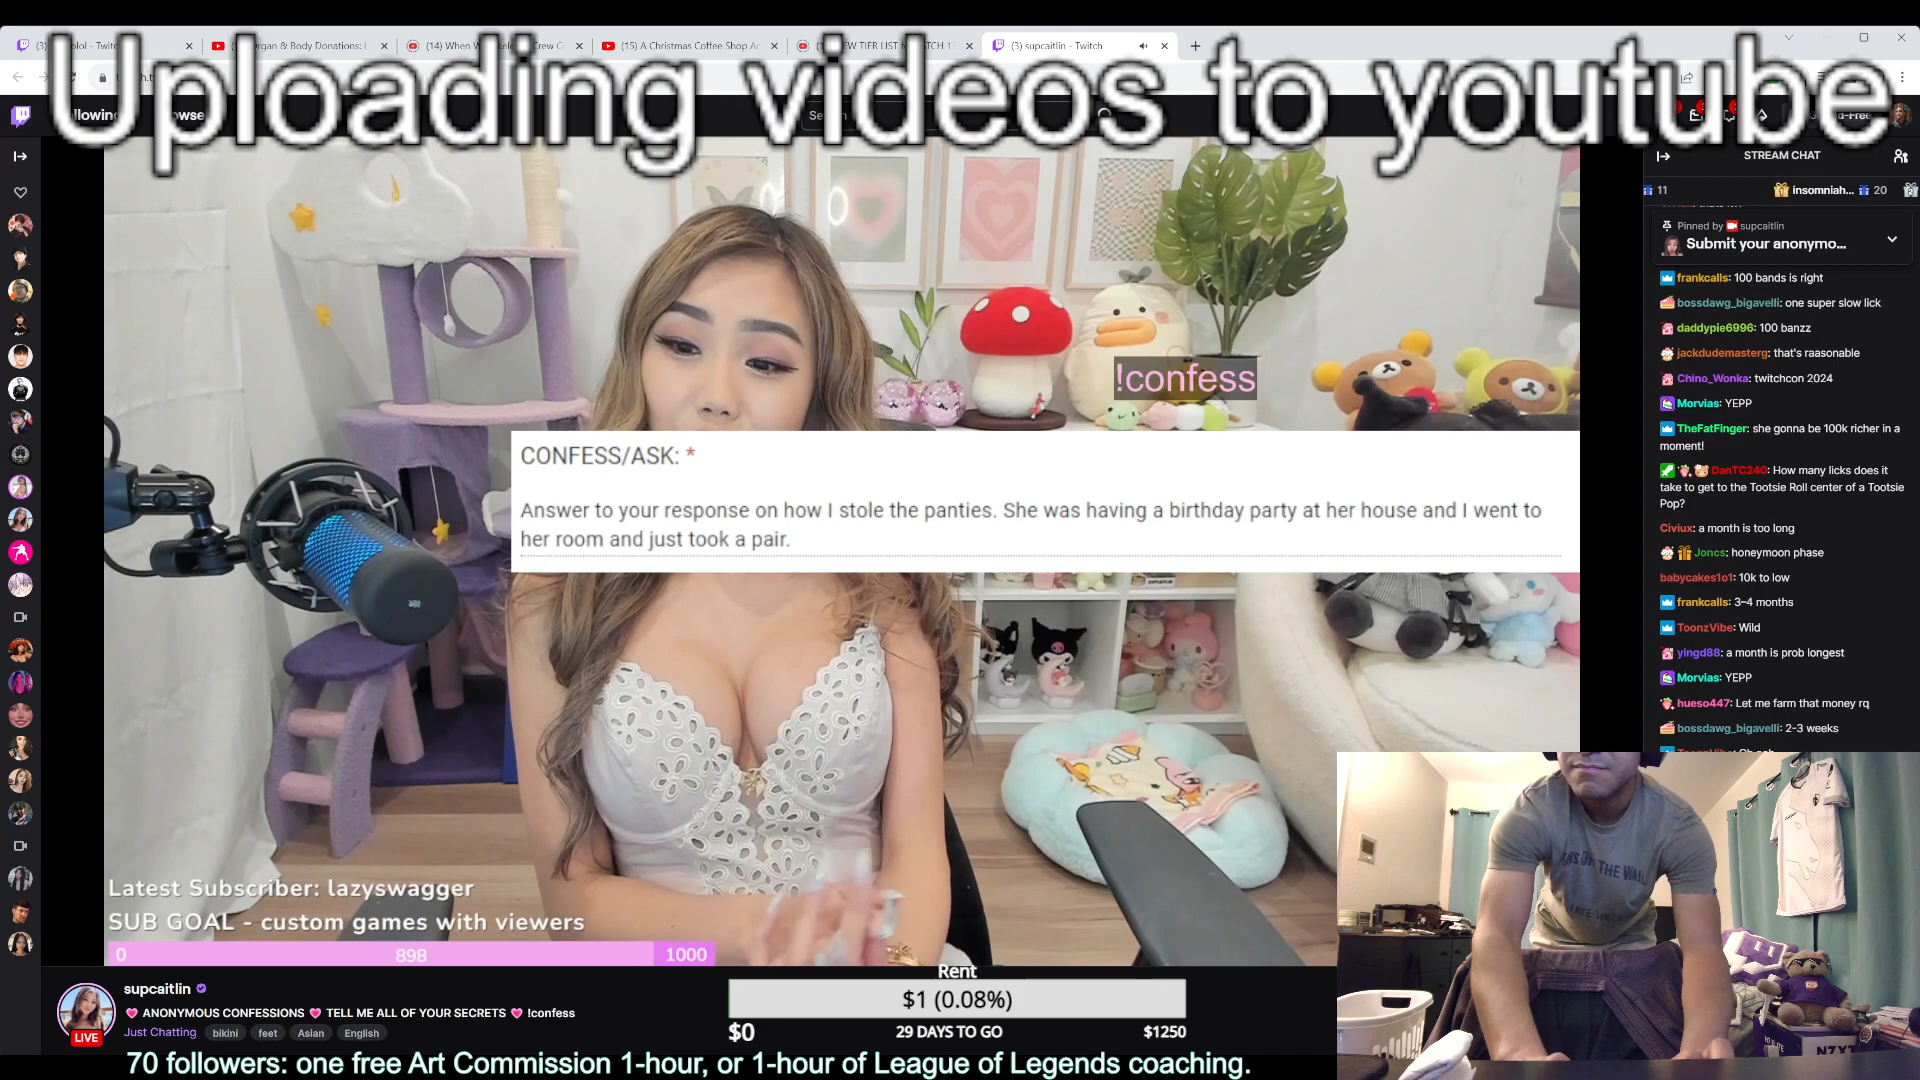 Uploading videos to youtube
(3) supcaitlin - Twitch
STREAM CHAT
11
insomniah...
20
Pinned by supcaitlin
Submit your anonymo...
frankcalls: 100 bands is right
bossdawg_bigavelli: one super slow lick
daddypie6996: 100 banzz
jackdudemasterg: that's raasonable
Chino_Wonka: twitchcon 2024
Morvias: YEPP
TheFatFinger: she gonna be 100k richer in a
moment!
DanTC240: How many licks does it
take to get to the Tootsie Roll center of a Tootsie
Pop?
Civiux: a month is too long
Joncs: honeymoon phase
babycakes1o1: 10k to low
frankcalls: 3-4 months
ToonzVibe: Wild
yingd88: a month is prob longest
Morvias: YEPP
hueso447: Let me farm that money rq
bossdawg_bigavelli: 2-3 weeks
!confess
CONFESS/ASK: *
Answer to your response on how I stole the panties. She was having a birthday party at her house and I went to
her room and just took a pair.
Latest Subscriber: lazyswagger
SUB GOAL - custom games with viewers
0 898 1000
supcaitlin
ANONYMOUS CONFESSIONS TELL ME ALL OF YOUR SECRETS !confess
Just Chatting bikini feet Asian English
LIVE
Rent
$1 (0.08%)
$0 29 DAYS TO GO $1250
70 followers: one free Art Commission 1-hour, or 1-hour of League of Legends coaching.
NZXT